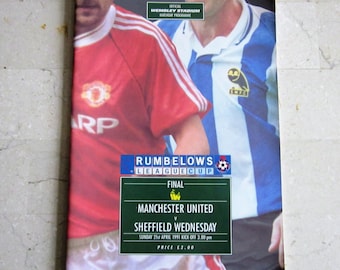 OFFICIAL
WEMBLEY STADIUM
SOUVENIR PROGRAMME
ARP
RUMBELOWS
LEAGUE CUP
FINAL
MANCHESTER UNITED
v
SHEFFIELD WEDNESDAY
SUNDAY 21st APRIL 1991 KICK OFF 3.00 pm
PRICE £3.00